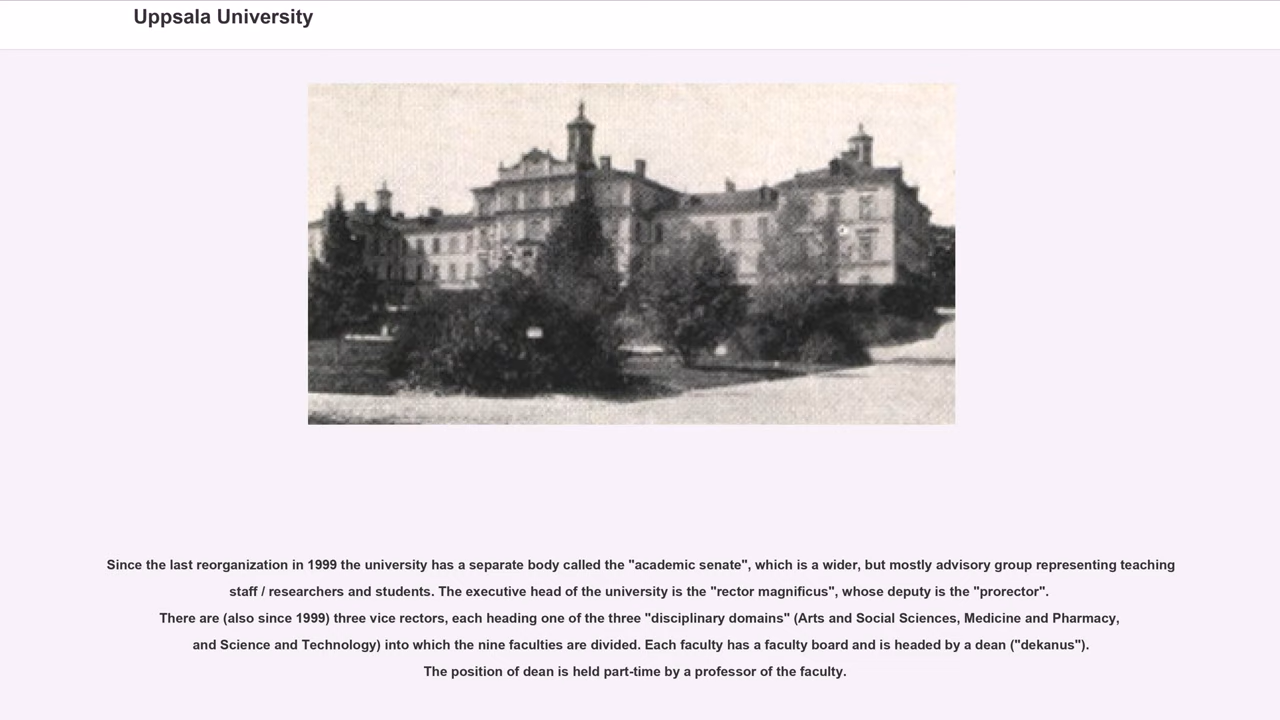 Uppsala University
Since the last reorganization in 1999 the university has a separate body called the "academic senate", which is a wider, but mostly advisory group representing teaching
staff / researchers and students. The executive head of the university is the "rector magnificus", whose deputy is the "prorector".
There are (also since 1999) three vice rectors, each heading one of the three "disciplinary domains" (Arts and Social Sciences, Medicine and Pharmacy,
and Science and Technology) into which the nine faculties are divided. Each faculty has a faculty board and is headed by a dean ("dekanus").
The position of dean is held part-time by a professor of the faculty.